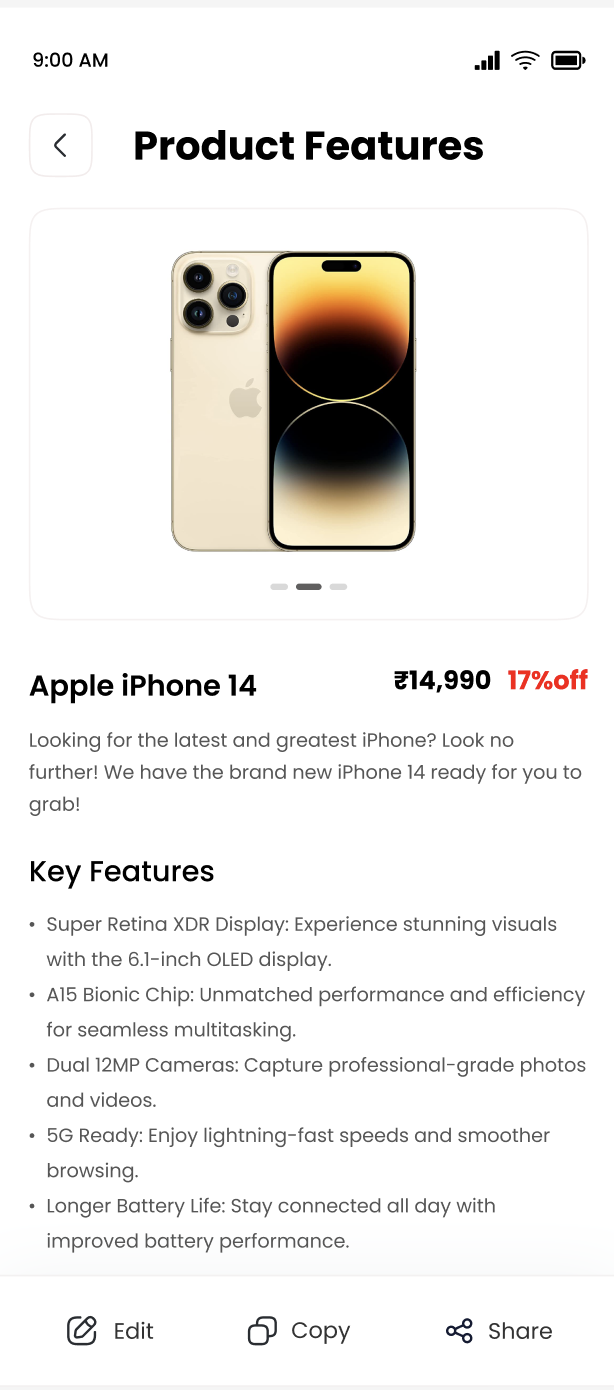 9:00 AM
Product Features
Apple iPhone 14
₹14,990 17%off
Looking for the latest and greatest iPhone? Look no
further! We have the brand new iPhone 14 ready for you to
grab!
Key Features
• Super Retina XDR Display: Experience stunning visuals
with the 6.1-inch OLED display.
• A15 Bionic Chip: Unmatched performance and efficiency
for seamless multitasking.
• Dual 12MP Cameras: Capture professional-grade photos
and videos.
• 5G Ready: Enjoy lightning-fast speeds and smoother
browsing.
• Longer Battery Life: Stay connected all day with
improved battery performance.
Edit Copy Share